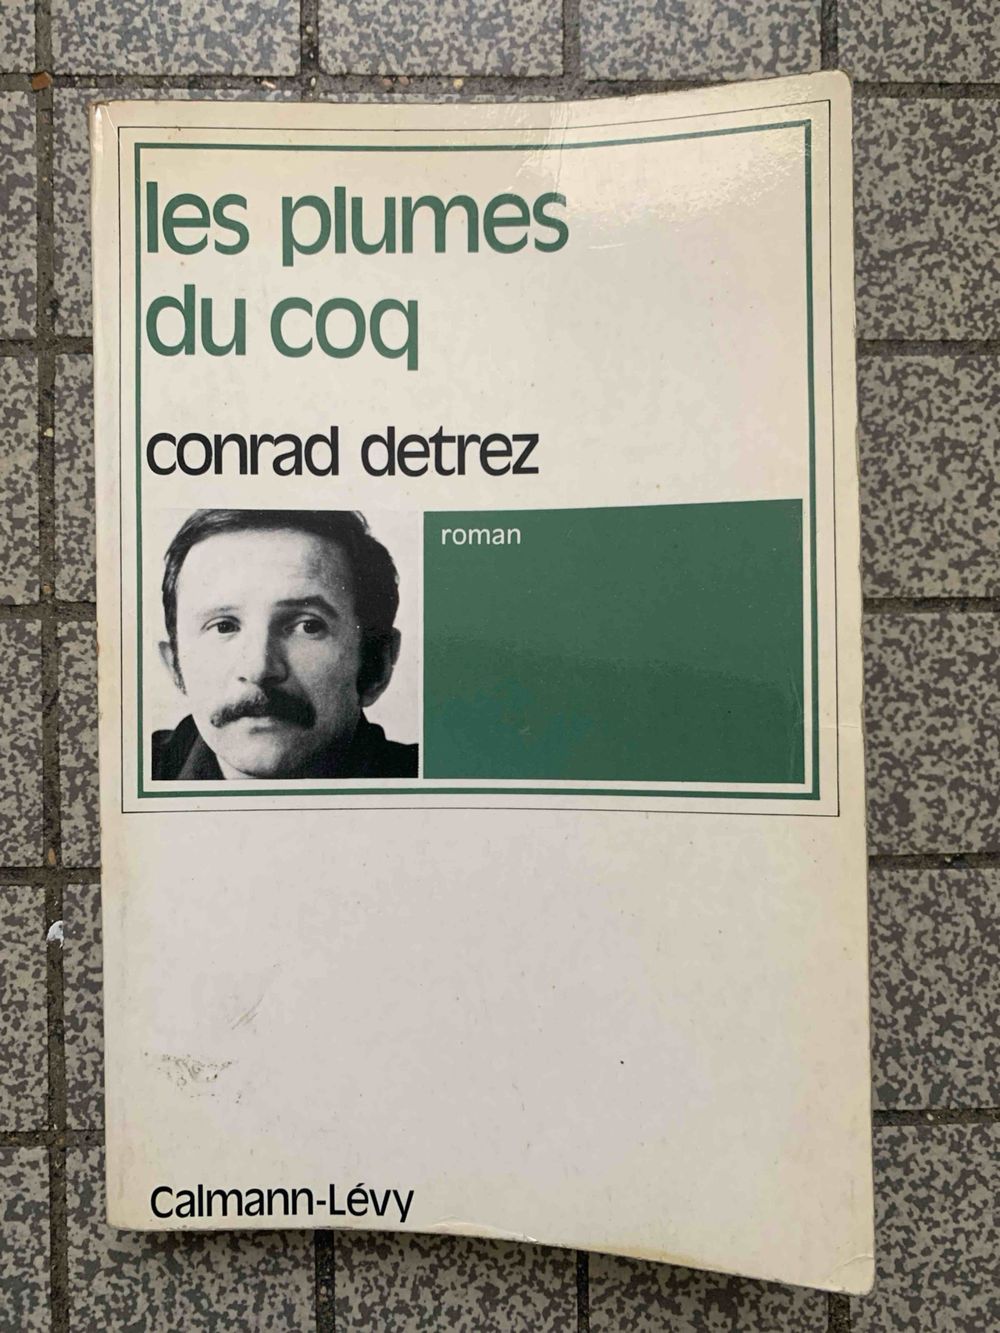 les plumes
du coq
conrad detrez
roman
Calmann-Lévy